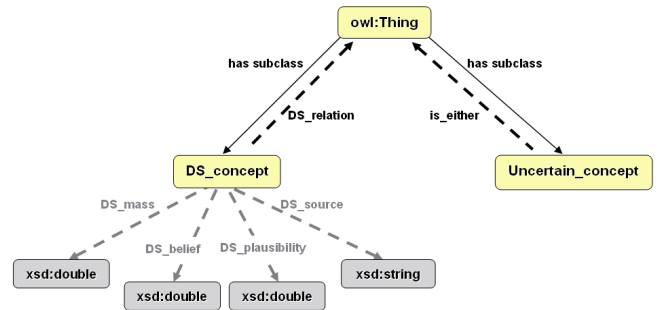 owl:Thing
has subclass
has subclass
DS_relation
is_either
DS_concept
Uncertain_concept
DS_mass
DS_source
DS_belief
DS_plausibility
xsd:double
xsd:string
xsd:double
xsd:double